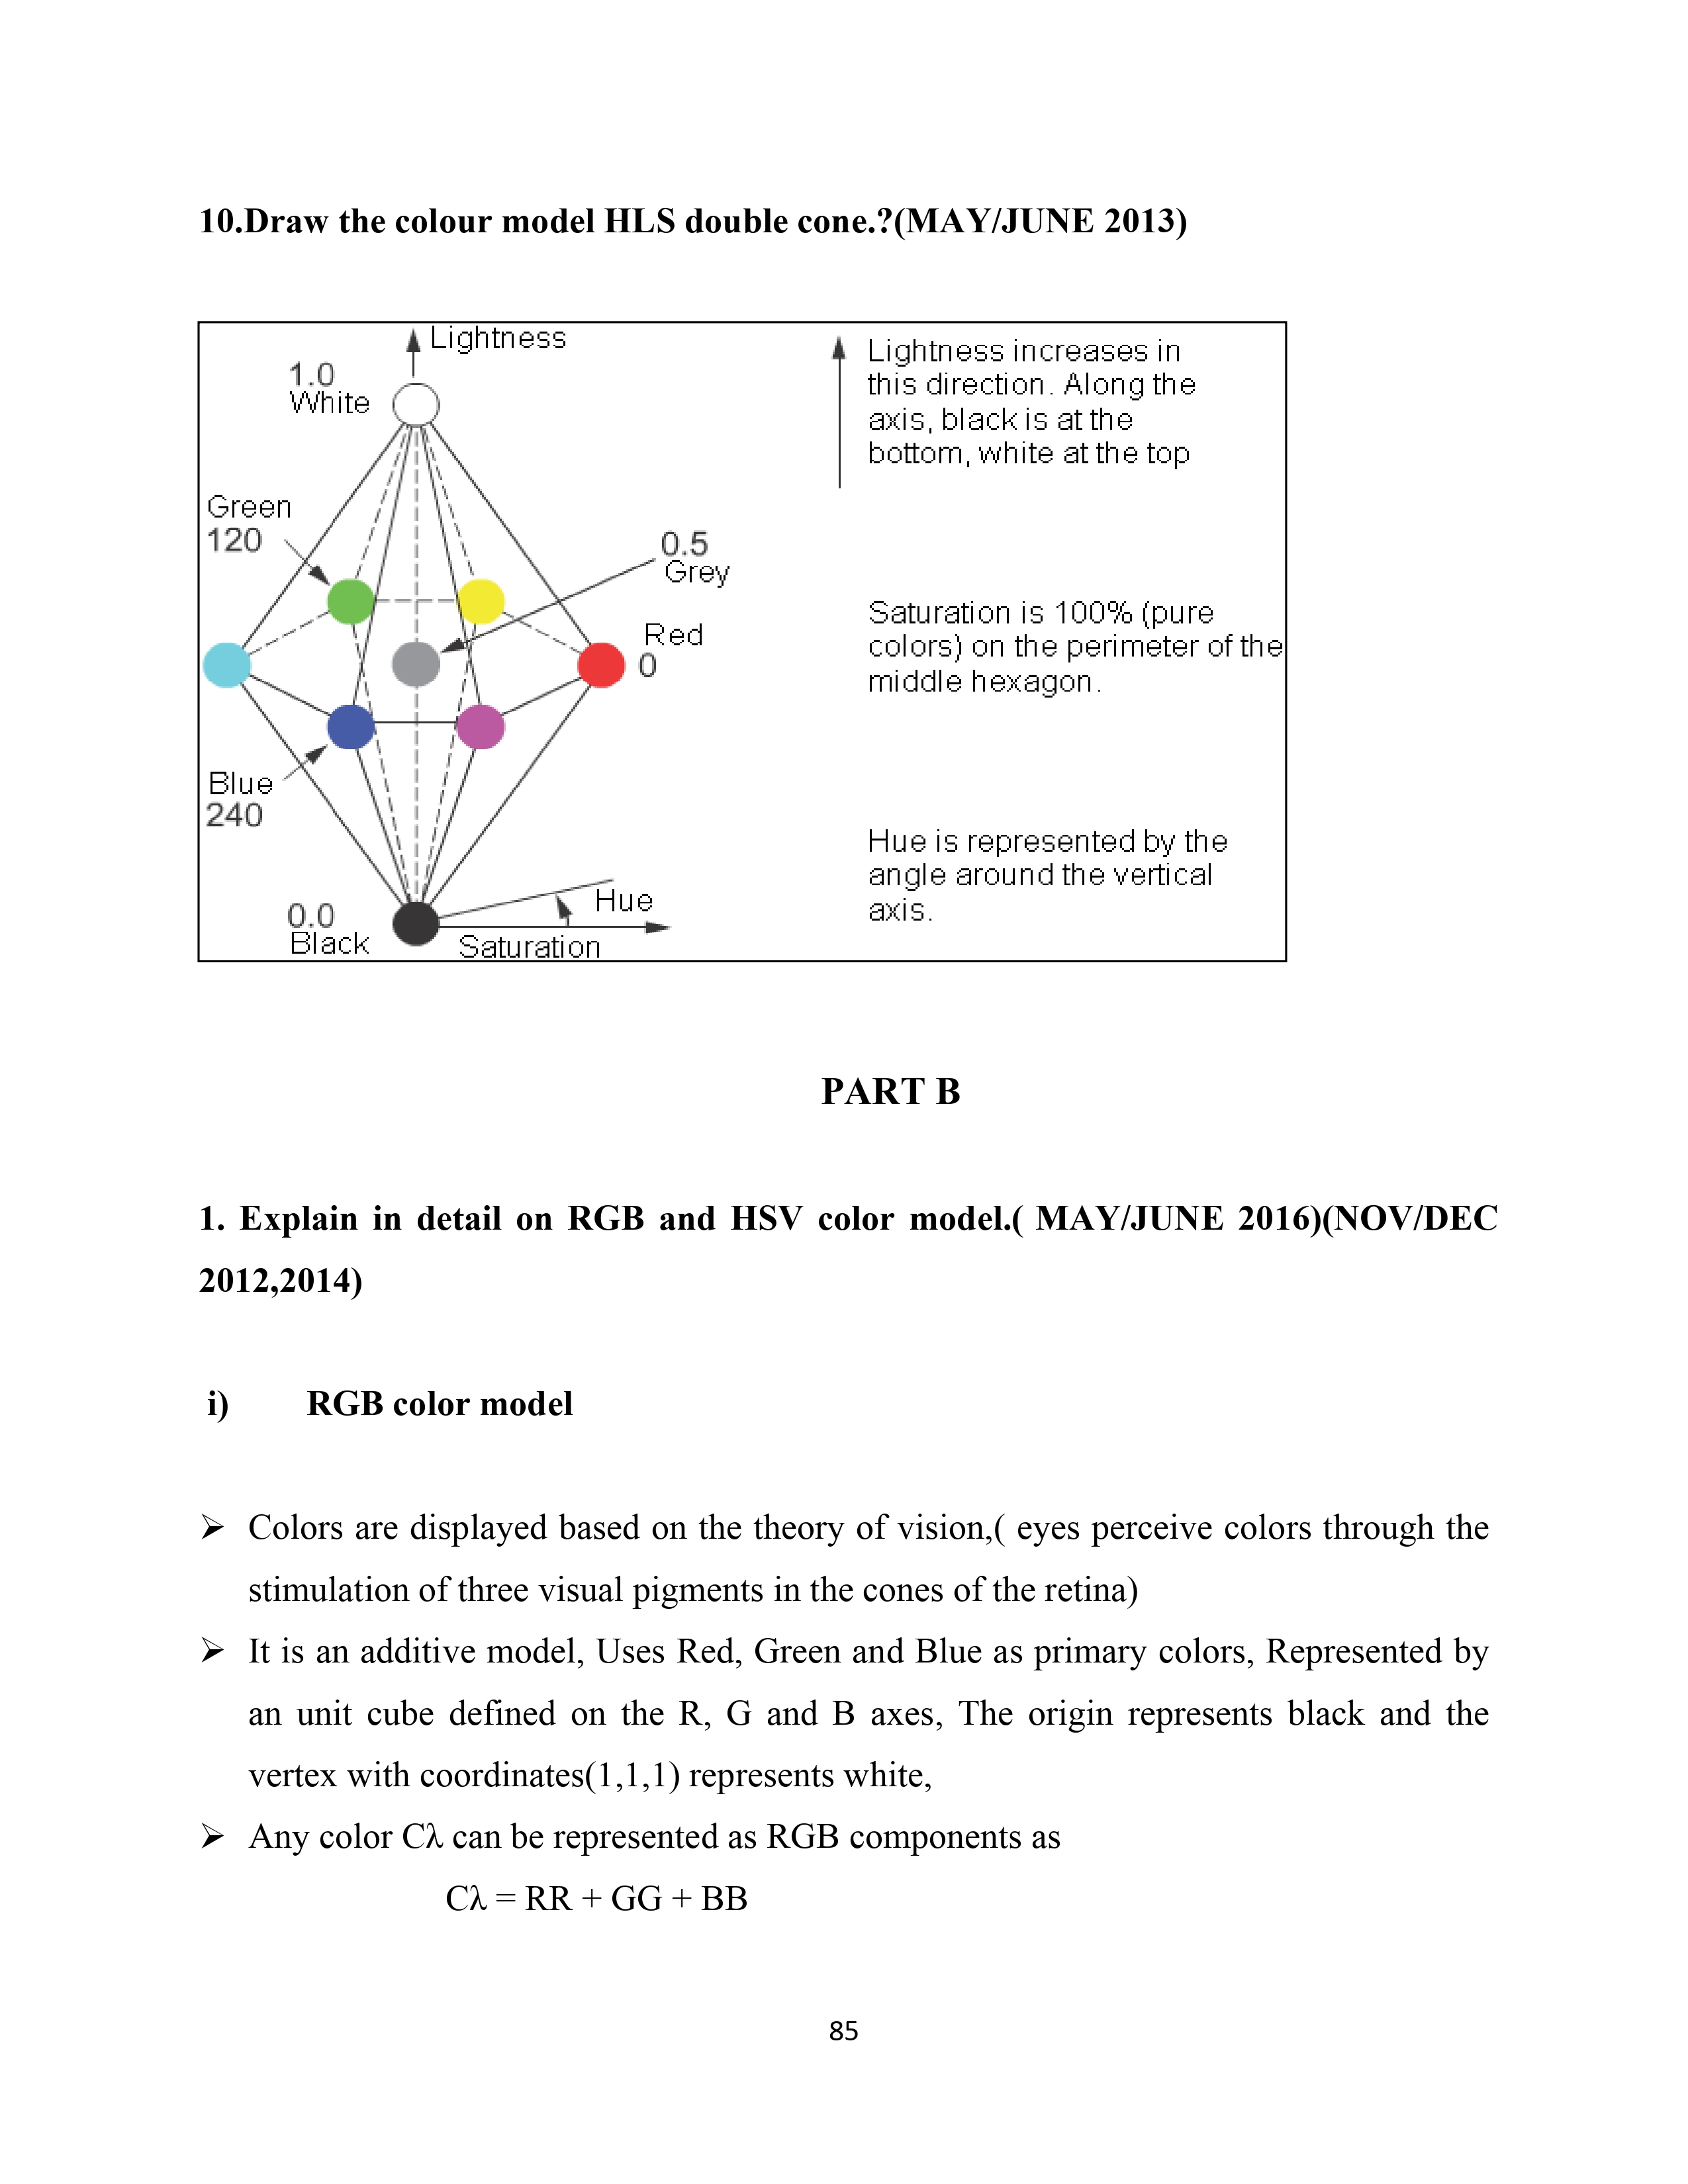 10.Draw the colour model HLS double cone.?(MAY/JUNE 2013)
Lightness
1.0
White
Green
120
0.5
Grey
Red
0
Blue
240
0.0
Black
Hue
Saturation
Lightness increases in
this direction. Along the
axis, black is at the
bottom, white at the top
Saturation is 100% (pure
colors) on the perimeter of the
middle hexagon.
Hue is represented by the
angle around the vertical
axis.
PART B
1. Explain in detail on RGB and HSV color model.( MAY/JUNE 2016)(NOV/DEC
2012,2014)
i) RGB color model
➢ Colors are displayed based on the theory of vision,( eyes perceive colors through the
stimulation of three visual pigments in the cones of the retina)
➢ It is an additive model, Uses Red, Green and Blue as primary colors, Represented by
an unit cube defined on the R, G and B axes, The origin represents black and the
vertex with coordinates(1,1,1) represents white,
➢ Any color Cλ can be represented as RGB components as
Cλ = RR + GG + BB
85